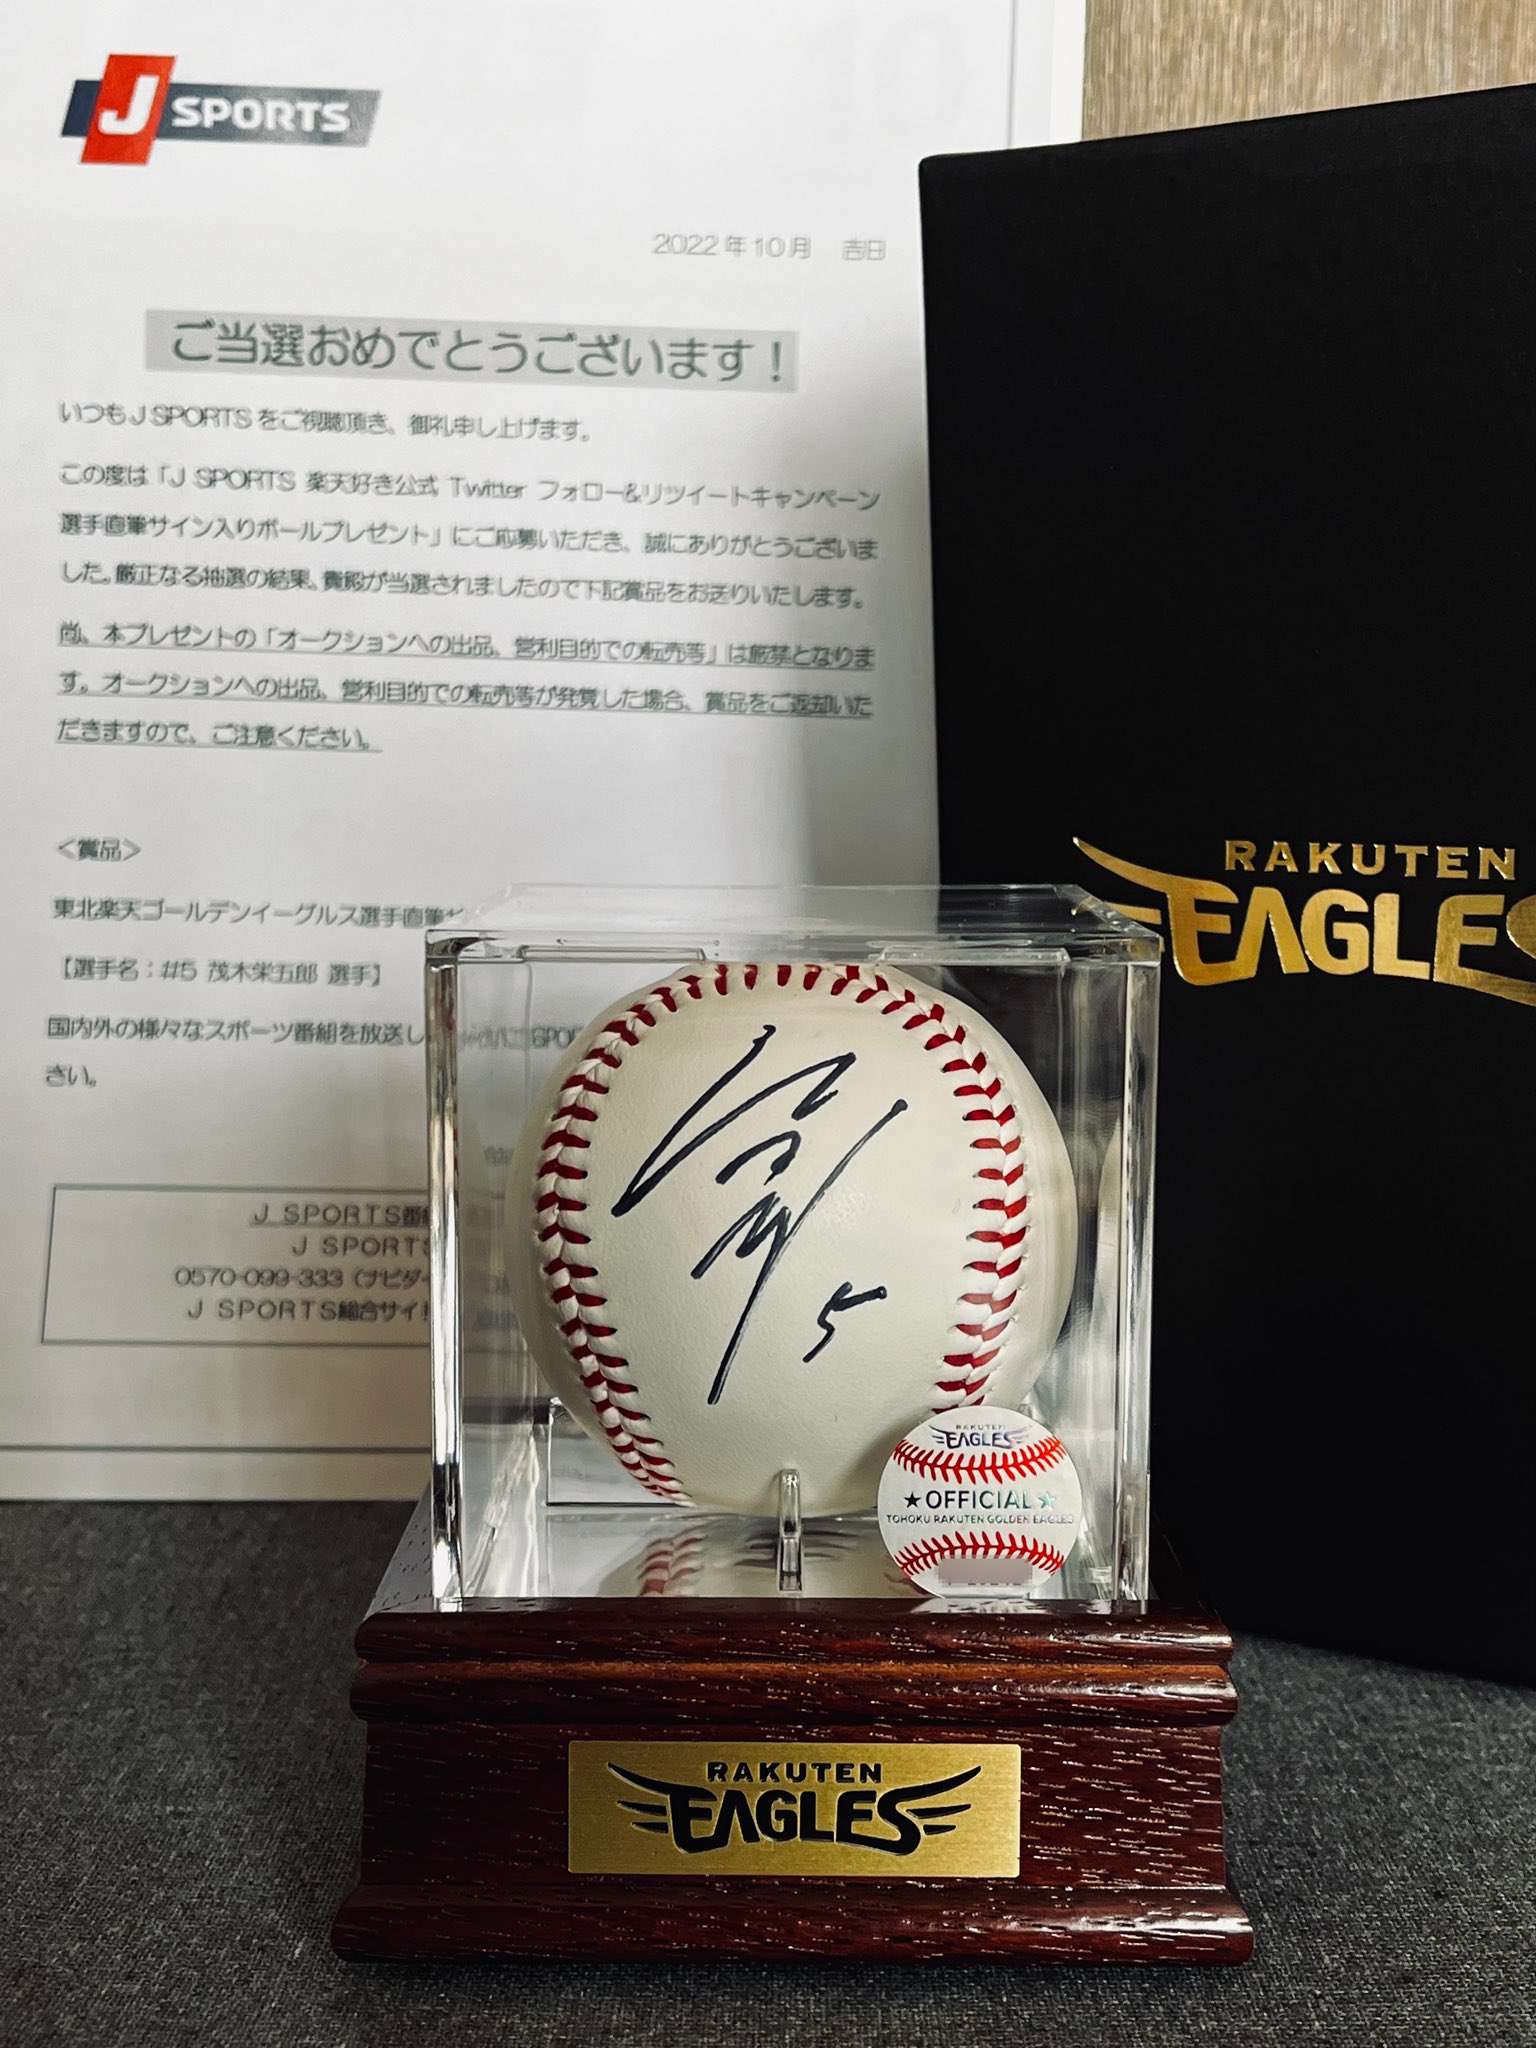 J SPORTS
2022年10月 吉日
ご当選おめでとうございます！
いつもJ SPORTSをご視聴頂き、御礼申し上げます。
この度は「J SPORTS 楽天好き公式 Twitter フォロー&リツイートキャンペーン
選手直筆サイン入りボールプレゼント」にご応募いただき、誠にありがとうございま
した。厳正なる抽選の結果、貴殿が当選されましたので下記賞品をお送りいたします。
尚、本プレゼントの「オークションへの出品、営利目的での転売等」は厳禁となりま
す。オークションへの出品、営利目的での転売等が発覚した場合、賞品をご返却いた
だきますので、ご注意ください。
＜賞品＞
東北楽天ゴールデンイーグルス選手直筆サ
【選手名：#5 茂木栄五郎 選手】
国内外の様々なスポーツ番組を放送し
さい。
J SPORTS番
J SPORTS
0570-099-333（ナビダ
J SPORTS総合サイ
RAKUTEN
EAGLES
5
RAKUTEN
EAGLES
★OFFICIAL★
TOHOKU RAKUTEN GOLDEN EAGLES
RAKUTEN
EAGLES